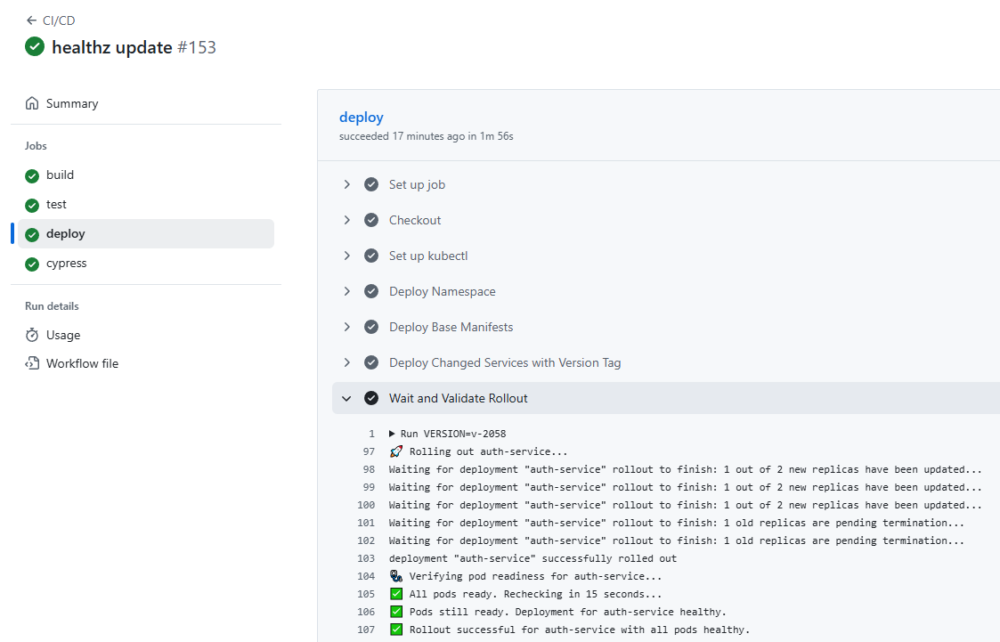 ← CI/CD
healthz update #153
Summary
Jobs
build
test
deploy
cypress
Run details
Usage
Workflow file
deploy
succeeded 17 minutes ago in 1m 56s
Set up job
Checkout
Set up kubectl
Deploy Namespace
Deploy Base Manifests
Deploy Changed Services with Version Tag
Wait and Validate Rollout
1 ▶ Run VERSION=v-2058
97 🚀 Rolling out auth-service...
98 Waiting for deployment "auth-service" rollout to finish: 1 out of 2 new replicas have been updated...
99 Waiting for deployment "auth-service" rollout to finish: 1 out of 2 new replicas have been updated...
100 Waiting for deployment "auth-service" rollout to finish: 1 out of 2 new replicas have been updated...
101 Waiting for deployment "auth-service" rollout to finish: 1 old replicas are pending termination...
102 Waiting for deployment "auth-service" rollout to finish: 1 old replicas are pending termination...
103 deployment "auth-service" successfully rolled out
104 🩺 Verifying pod readiness for auth-service...
105 ✅ All pods ready. Rechecking in 15 seconds...
106 ✅ Pods still ready. Deployment for auth-service healthy.
107 ✅ Rollout successful for auth-service with all pods healthy.